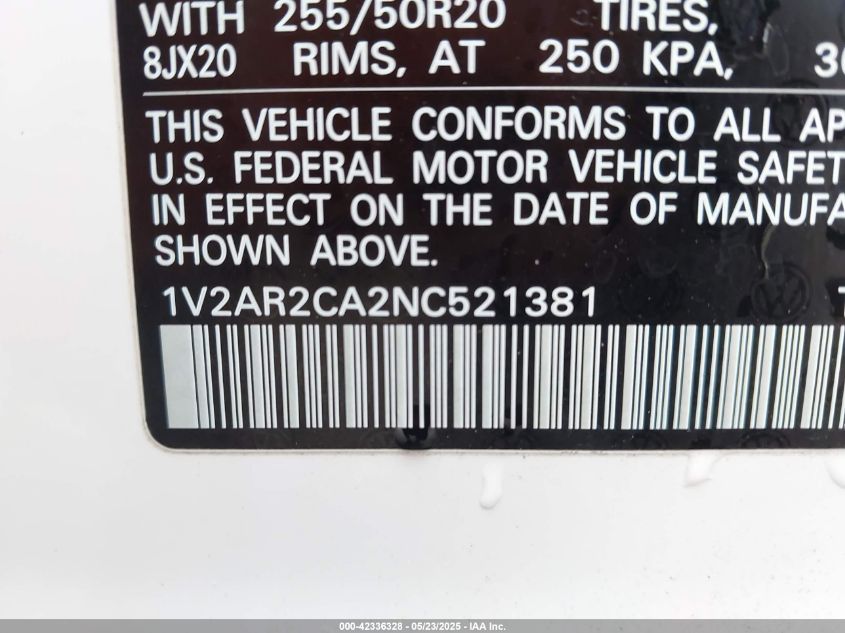 WITH 255/50R20 TIRES,
8JX20 RIMS, AT 250 KPA,
THIS VEHICLE CONFORMS TO ALL AP
U.S. FEDERAL MOTOR VEHICLE SAFET
IN EFFECT ON THE DATE OF MANUFA
SHOWN ABOVE.
1V2AR2CA2NC521381
000-42336328 - 05/23/2025 - IAA Inc.